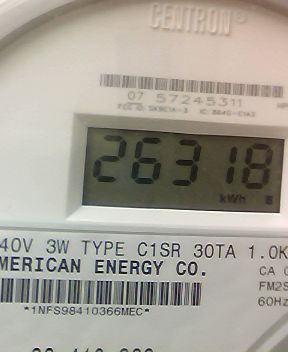 CENTRON®
07 57245311
26318
kWh
40V 3W TYPE C1SR 30TA 1.0K
MERICAN ENERGY CO.
CA 0
FM2S
60Hz
*1NFS98410366MEC*